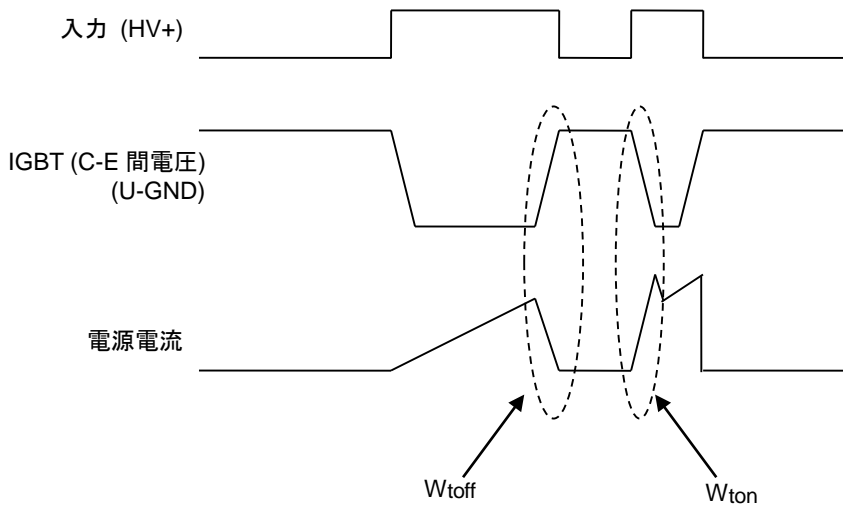 入力 (HV+)
IGBT (C-E 間電圧)
(U-GND)
電源電流
Wtoff
Wton